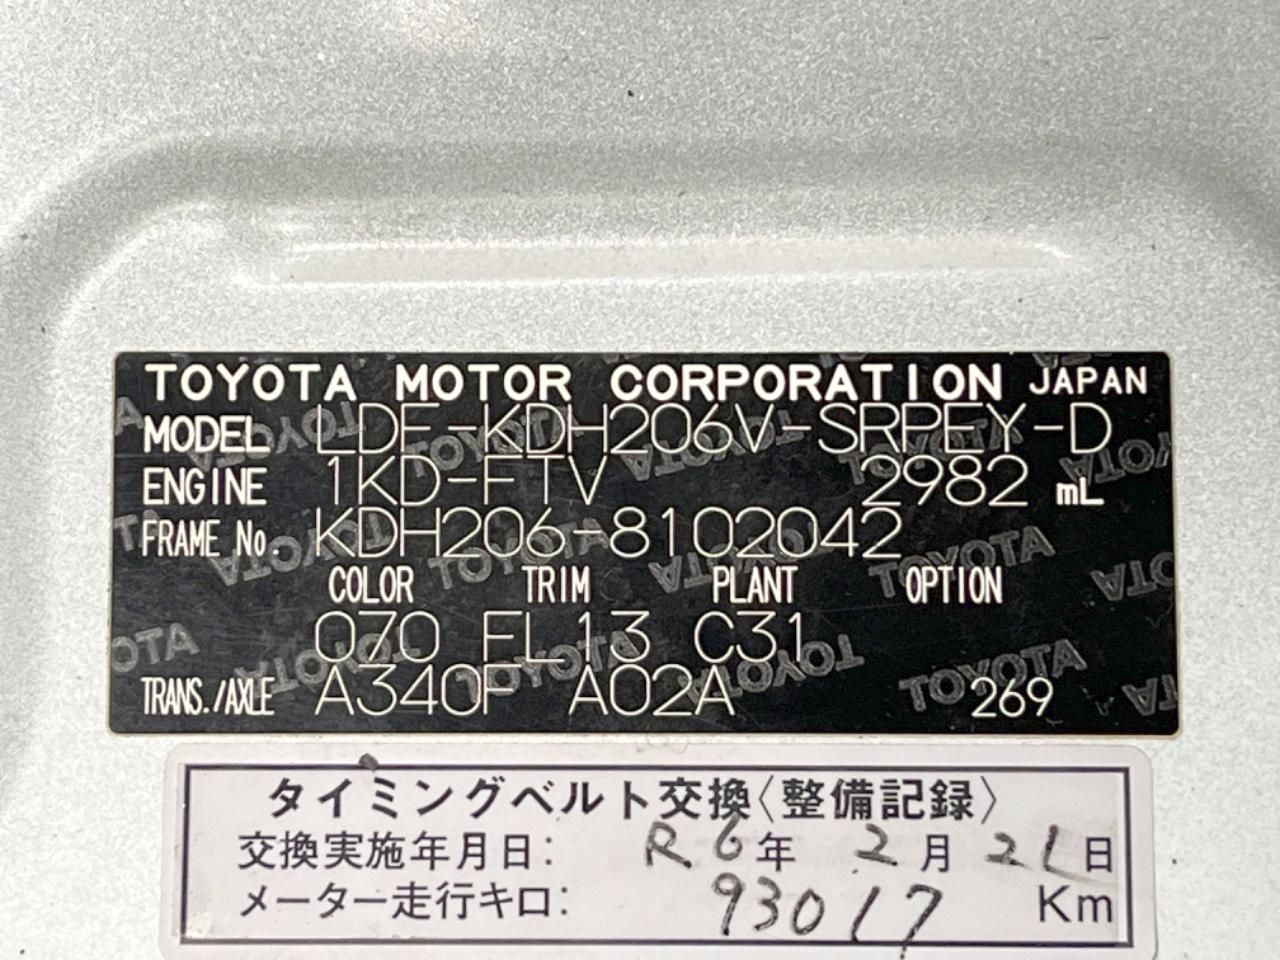 TOYOTA MOTOR CORPORATION JAPAN
MODEL LDF-KDH206V-SRPEY-D
ENGINE 1KD-FTV 2982 mL
FRAME No. KDH206-8102042
COLOR TRIM PLANT OPTION
070 FL13 C31
TRANS./AXLE A340F A02A 269
タイミングベルト交換〈整備記録〉
交換実施年月日: R6年 2月 21日
メーター走行キロ: 93017 Km